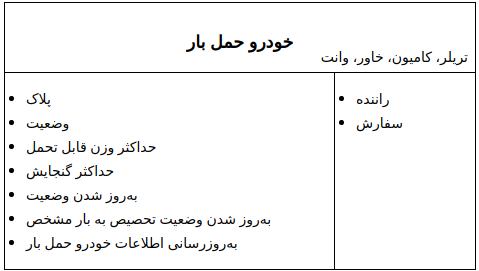 خودرو حمل بار
تریلر، کامیون، خاور، وانت
راننده
سفارش
پلاک
وضعیت
حداکثر وزن قابل تحمل
حداکثر گنجایش
به‌روز شدن وضعیت
به‌روز شدن وضعیت تحصیص به بار مشخص
به‌روزرسانی اطلاعات خودرو حمل بار